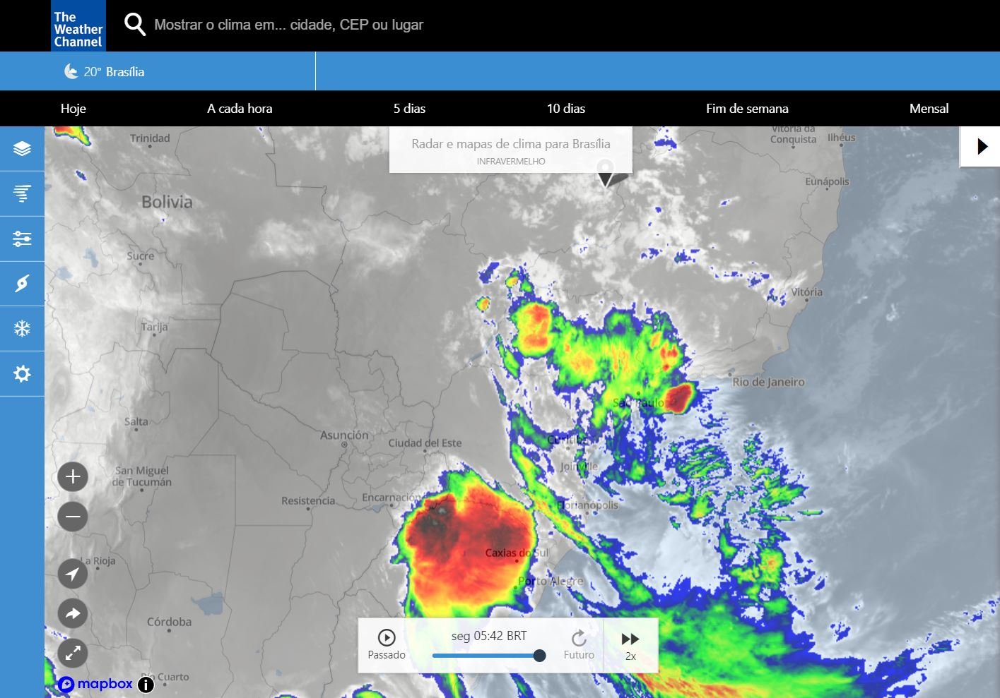 The
Weather
Channel
Mostrar o clima em... cidade, CEP ou lugar
20° Brasília
Hoje
A cada hora
5 dias
10 dias
Fim de semana
Mensal
Trinidad
Radar e mapas de clima para Brasília
INFRAVERMELHO
Vitória da
Conquista
Ilhéus
Eunápolis
Bolivia
Sucre
Vitória
Tarija
Rio de Janeiro
São Paulo
Salta
Asunción
Ciudad del Este
Curitiba
Joinville
San Miguel
de Tucumán
Resistencia
Encarnación
Florianópolis
La Rioja
Caxias do Sul
Porto Alegre
Córdoba
Passado
seg 05:42 BRT
Futuro
2x
Río Cuarto
mapbox